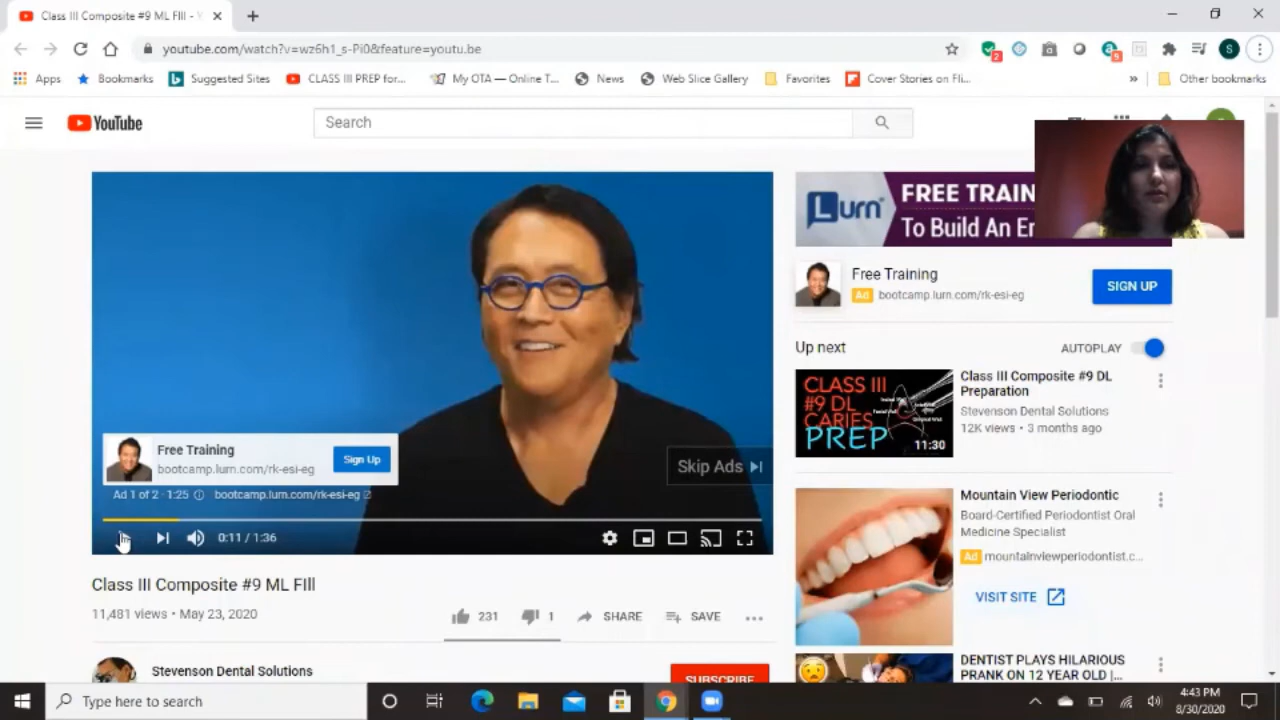 Class III Composite #9 ML FIll - Y
youtube.com/watch?v=wz6h1_s-Pi0&feature=youtu.be
2
9
S
Apps
Bookmarks
Suggested Sites
CLASS III PREP for...
My OTA — Online T...
News
Web Slice Gallery
Favorites
Cover Stories on Fli...
»
Other bookmarks
YouTube
Search
Lurn
FREE TRAIN
To Build An Er
Free Training
Ad bootcamp.lurn.com/rk-esi-eg
SIGN UP
Up next
AUTOPLAY
CLASS III
#9 DL
CARIES
PREP
11:30
Class III Composite #9 DL
Preparation
Stevenson Dental Solutions
12K views • 3 months ago
Free Training
bootcamp.lurn.com/rk-esi-eg
Sign Up
Skip Ads
Ad 1 of 2 · 1:25
bootcamp.lurn.com/rk-esi-eg
0:11 / 1:36
Mountain View Periodontic
Board-Certified Periodontist Oral
Medicine Specialist
Ad mountainviewperiodontist.c...
VISIT SITE
Class III Composite #9 ML FIll
11,481 views • May 23, 2020
231
1
SHARE
SAVE
Stevenson Dental Solutions
SUBSCRIBE
DENTIST PLAYS HILARIOUS
PRANK ON 12 YEAR OLD |...
Type here to search
4:43 PM
8/30/2020